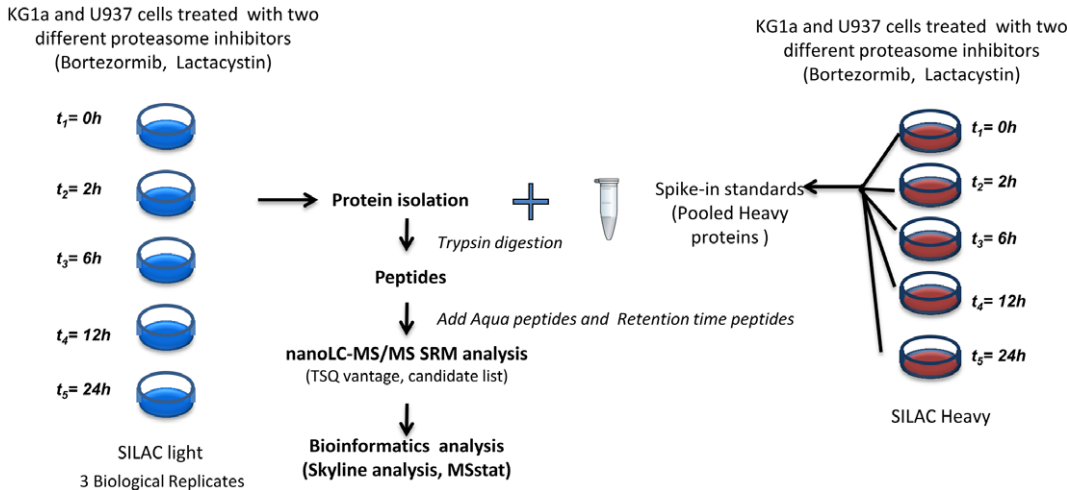 KG1a and U937 cells treated with two
different proteasome inhibitors
(Bortezormib, Lactacystin)
t1= 0h
t2= 2h
t3= 6h
t4= 12h
t5= 24h
SILAC light
3 Biological Replicates
Protein isolation
Trypsin digestion
Peptides
Add Aqua peptides and Retention time peptides
nanoLC-MS/MS SRM analysis
(TSQ vantage, candidate list)
Bioinformatics analysis
(Skyline analysis, MSstat)
Spike-in standards
(Pooled Heavy
proteins )
KG1a and U937 cells treated with two
different proteasome inhibitors
(Bortezormib, Lactacystin)
t1= 0h
t2= 2h
t3= 6h
t4= 12h
t5= 24h
SILAC Heavy